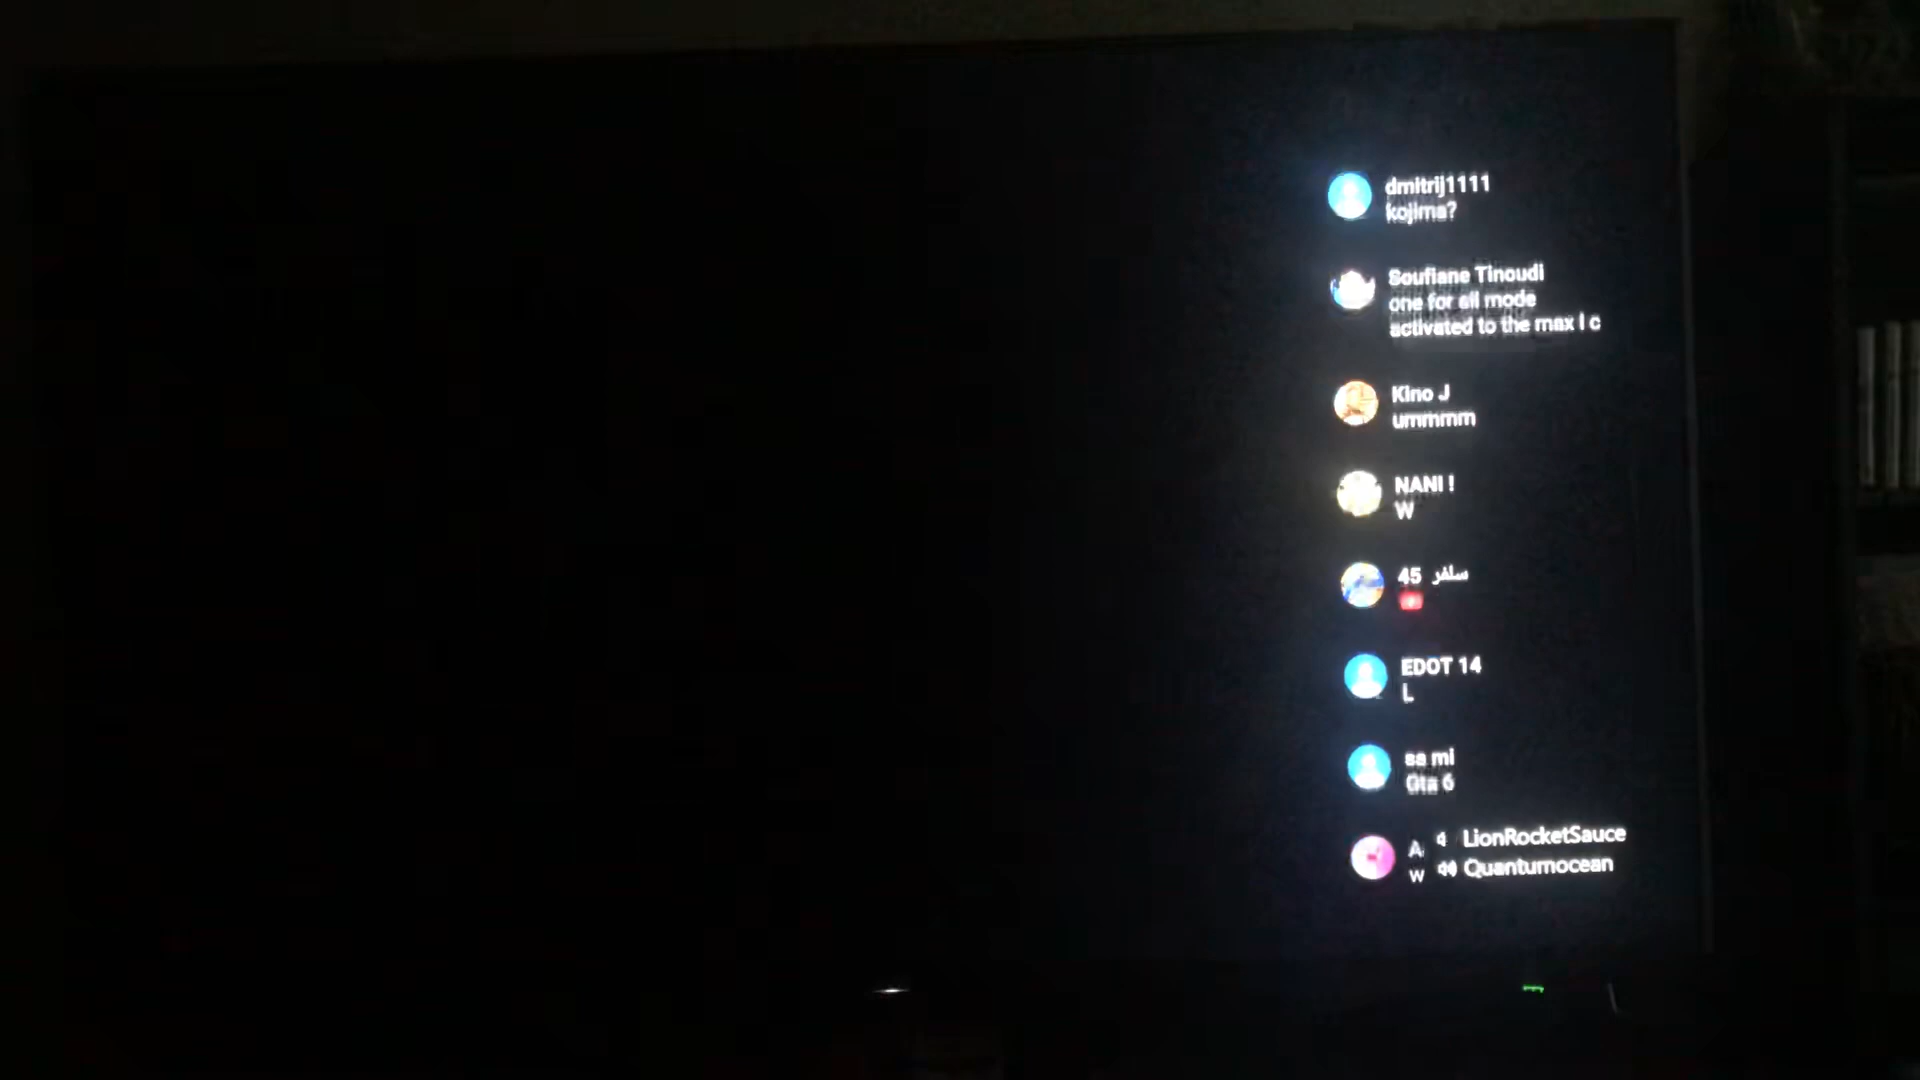 dmitrij1111
kojima?
Soufiane Tinoudi
one for all mode
activated to the max I c
Kino J
ummmm
NANI !
W
سلفر 45
EDOT 14
L
sa mi
Gta 6
A
w
LionRocketSauce
Quantumocean